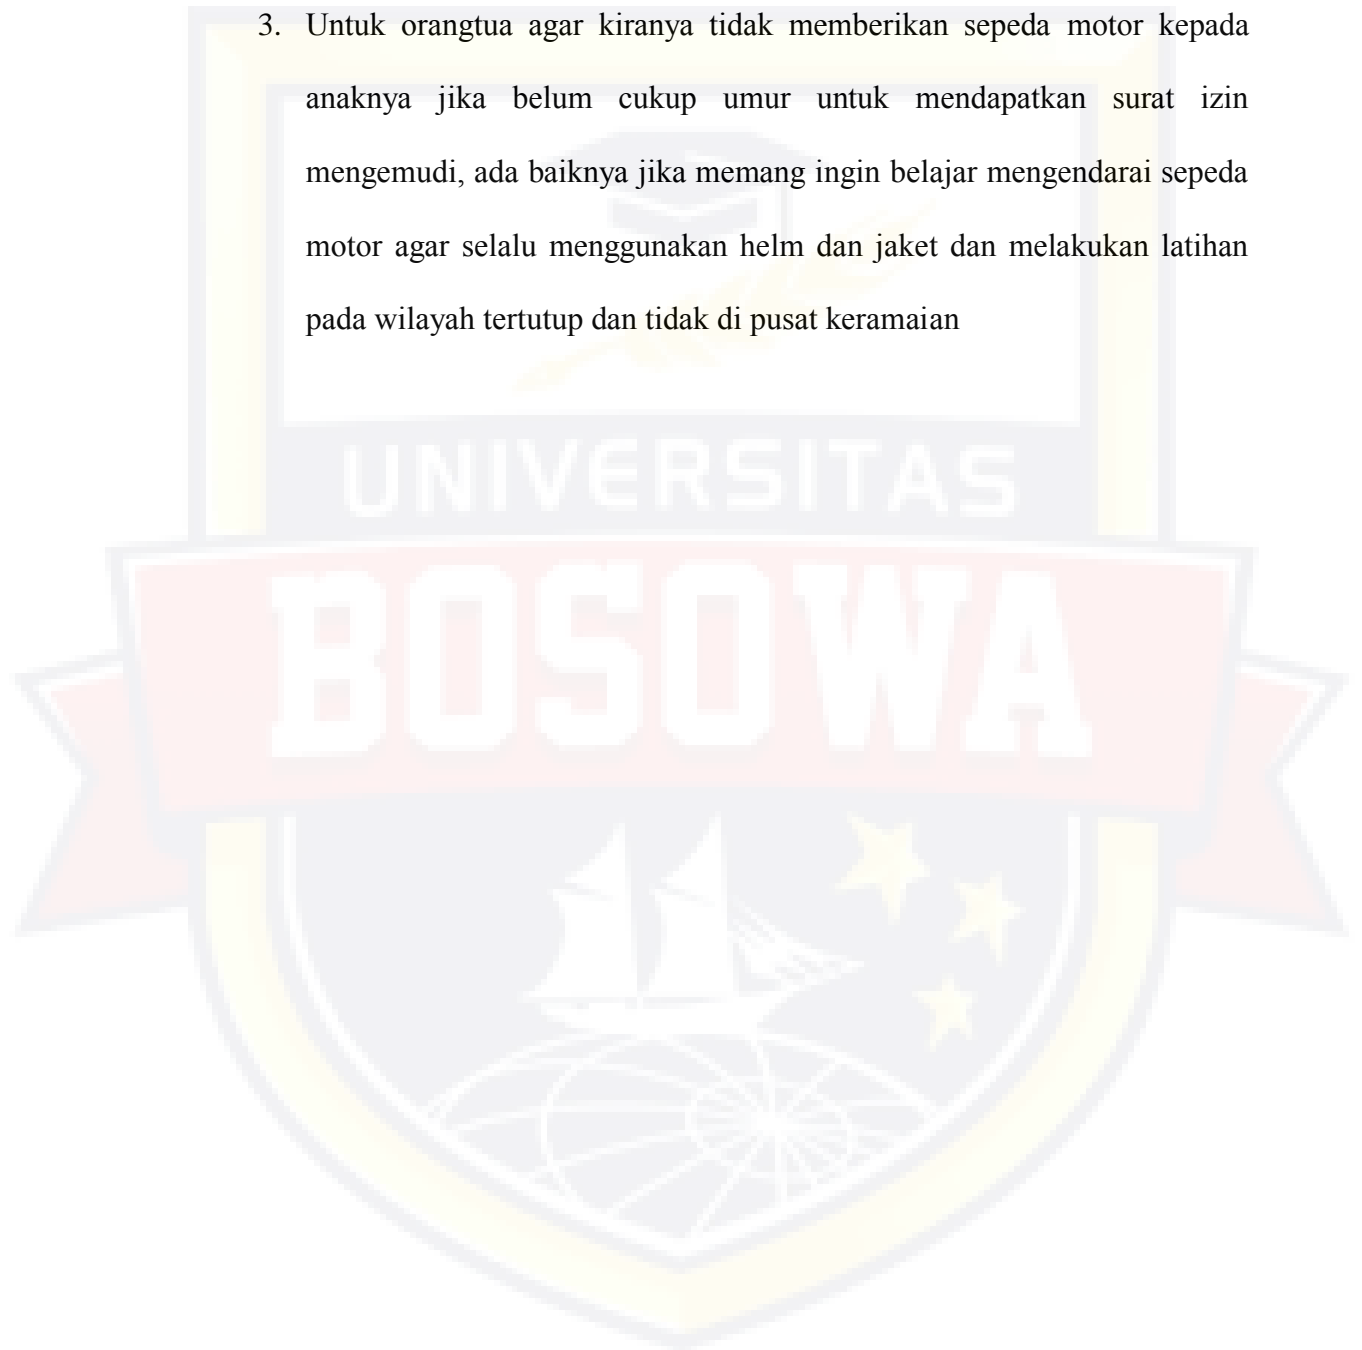 3. Untuk orangtua agar kiranya tidak memberikan sepeda motor kepada
anaknya jika belum cukup umur untuk mendapatkan surat izin
mengemudi, ada baiknya jika memang ingin belajar mengendarai sepeda
motor agar selalu menggunakan helm dan jaket dan melakukan latihan
pada wilayah tertutup dan tidak di pusat keramaian
UNIVERSITAS
BOSOWA